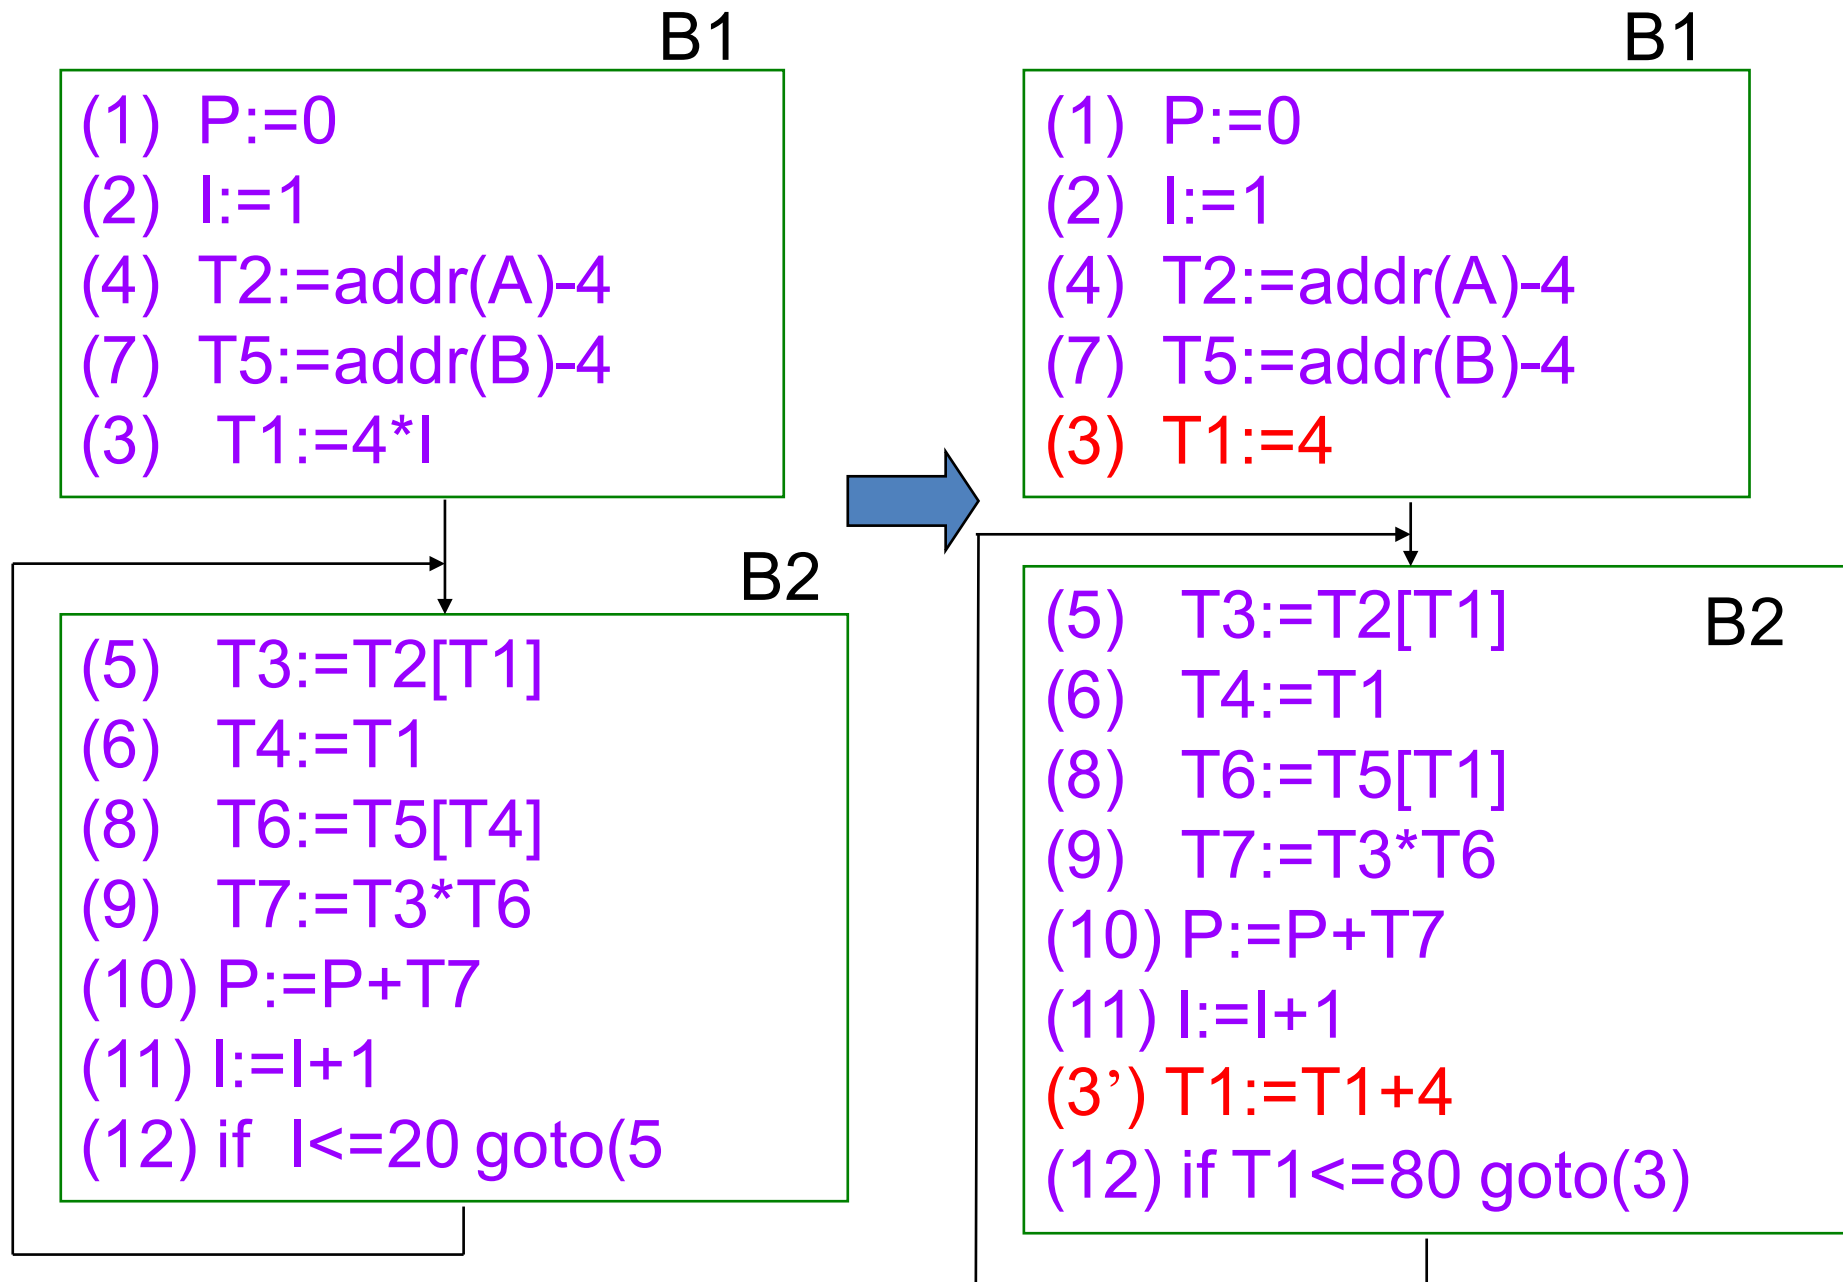 B1
(1) P:=0
(2) I:=1
(4) T2:=addr(A)-4
(7) T5:=addr(B)-4
(3) T1:=4*I
B2
(5) T3:=T2[T1]
(6) T4:=T1
(8) T6:=T5[T4]
(9) T7:=T3*T6
(10) P:=P+T7
(11) I:=I+1
(12) if I<=20 goto(5
B1
(1) P:=0
(2) I:=1
(4) T2:=addr(A)-4
(7) T5:=addr(B)-4
(3) T1:=4
B2
(5) T3:=T2[T1]
(6) T4:=T1
(8) T6:=T5[T1]
(9) T7:=T3*T6
(10) P:=P+T7
(11) I:=I+1
(3’) T1:=T1+4
(12) if T1<=80 goto(3)